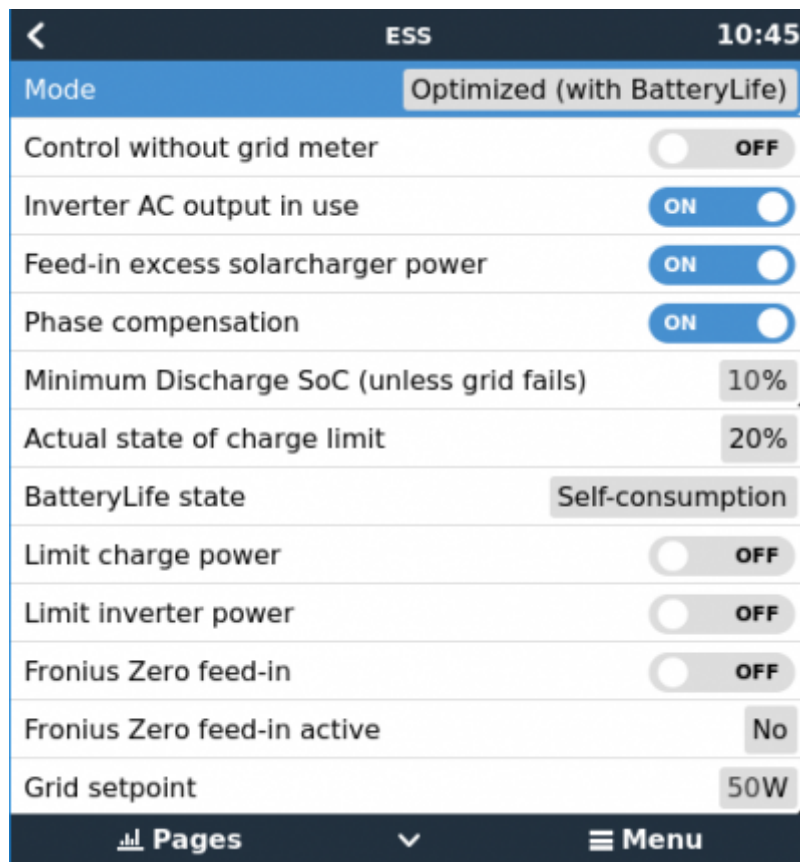 ESS 10:45
Mode Optimized (with BatteryLife)
Control without grid meter OFF
Inverter AC output in use ON
Feed-in excess solarcharger power ON
Phase compensation ON
Minimum Discharge SoC (unless grid fails) 10%
Actual state of charge limit 20%
BatteryLife state Self-consumption
Limit charge power OFF
Limit inverter power OFF
Fronius Zero feed-in OFF
Fronius Zero feed-in active No
Grid setpoint 50W
Pages Menu